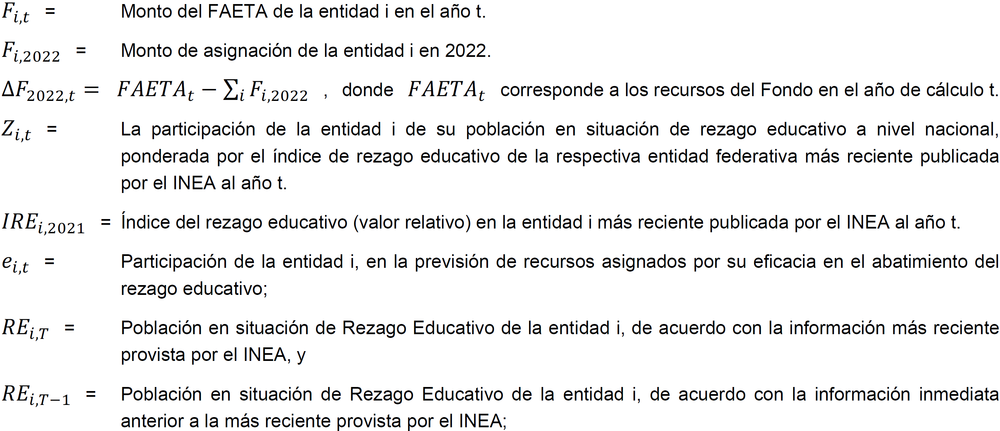 F_{i,t} = Monto del FAETA de la entidad i en el año t.
F_{i,2022} = Monto de asignación de la entidad i en 2022.
ΔF_{2022,t} = FAETA_t − ∑_i F_{i,2022} , donde FAETA_t corresponde a los recursos del Fondo en el año de cálculo t.
Z_{i,t} = La participación de la entidad i de su población en situación de rezago educativo a nivel nacional,
ponderada por el índice de rezago educativo de la respectiva entidad federativa más reciente publicada
por el INEA al año t.
IRE_{i,2021} = Índice del rezago educativo (valor relativo) en la entidad i más reciente publicada por el INEA al año t.
e_{i,t} = Participación de la entidad i, en la previsión de recursos asignados por su eficacia en el abatimiento del
rezago educativo;
RE_{i,T} = Población en situación de Rezago Educativo de la entidad i, de acuerdo con la información más reciente
provista por el INEA, y
RE_{i,T−1} = Población en situación de Rezago Educativo de la entidad i, de acuerdo con la información inmediata
anterior a la más reciente provista por el INEA;